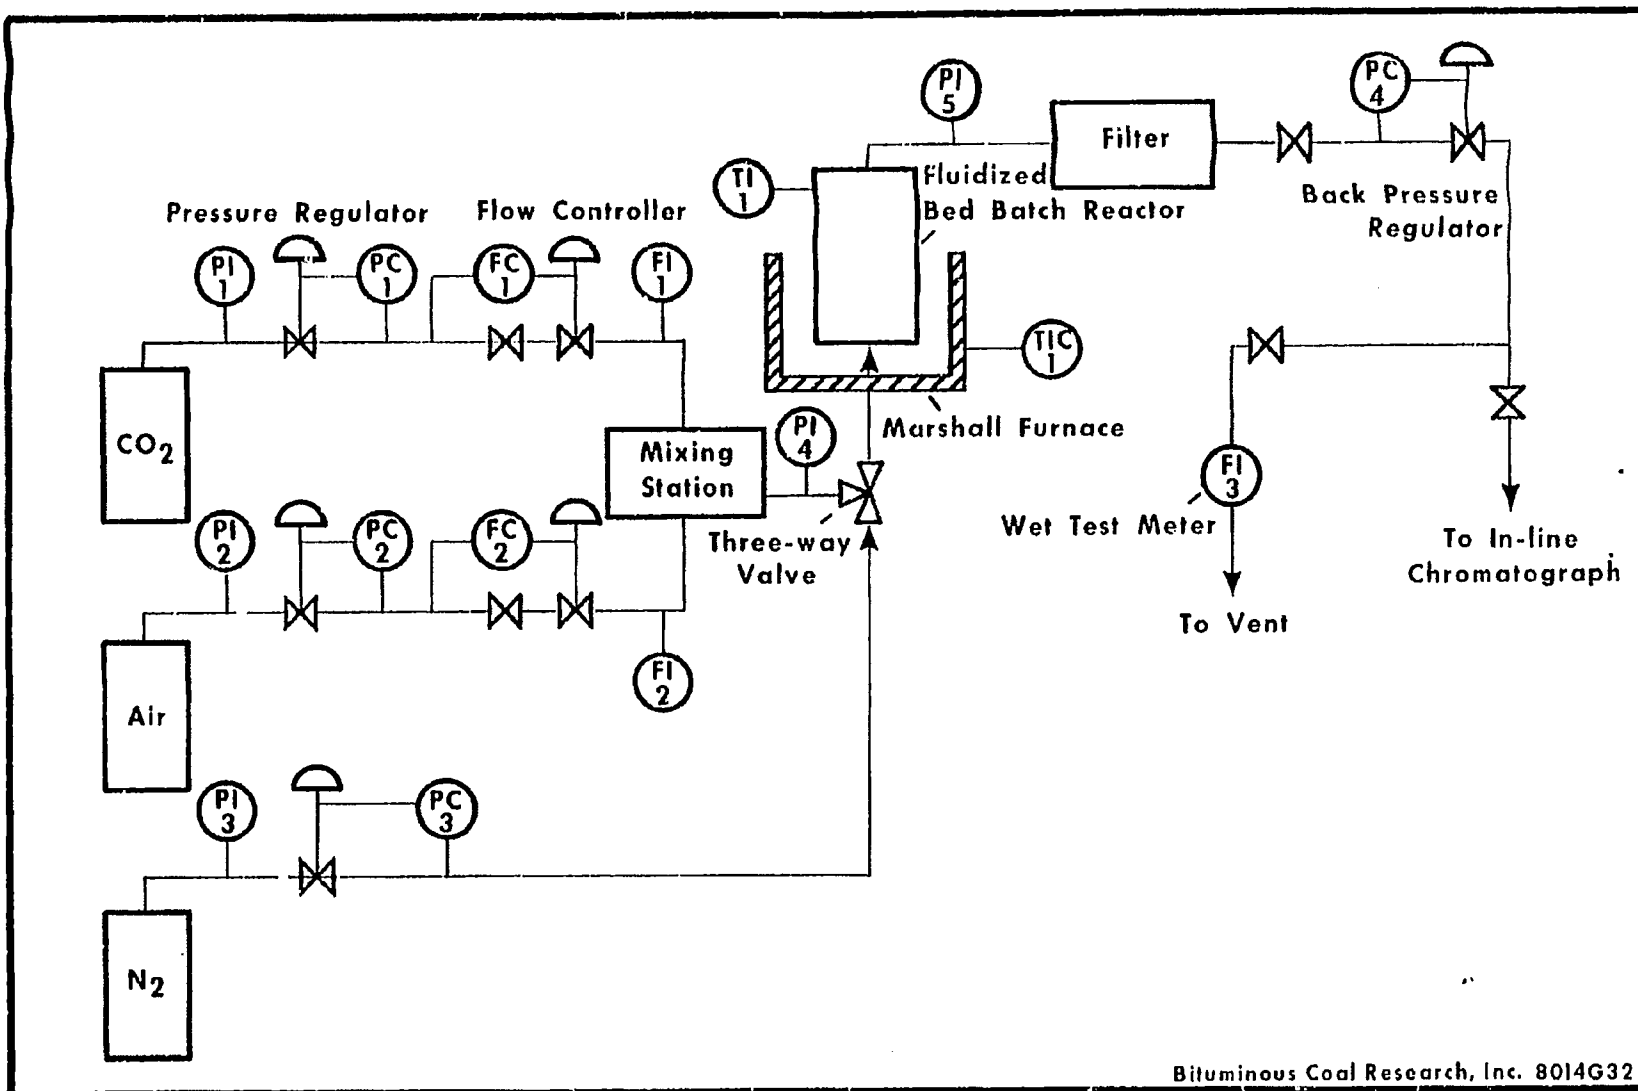 PI
5
PC
4
Filter
TI
1
Fluidized
Bed Batch Reactor
Back Pressure
Regulator
Pressure Regulator
Flow Controller
PI
1
PC
1
FC
1
FI
1
TIC
1
CO2
Mixing
Station
PI
4
Marshall Furnace
FI
3
Wet Test Meter
To In-line
Chromatograph
To Vent
Three-way
Valve
PI
2
PC
2
FC
2
FI
2
Air
PI
3
PC
3
N2
Bituminous Coal Research, Inc. 8014G32